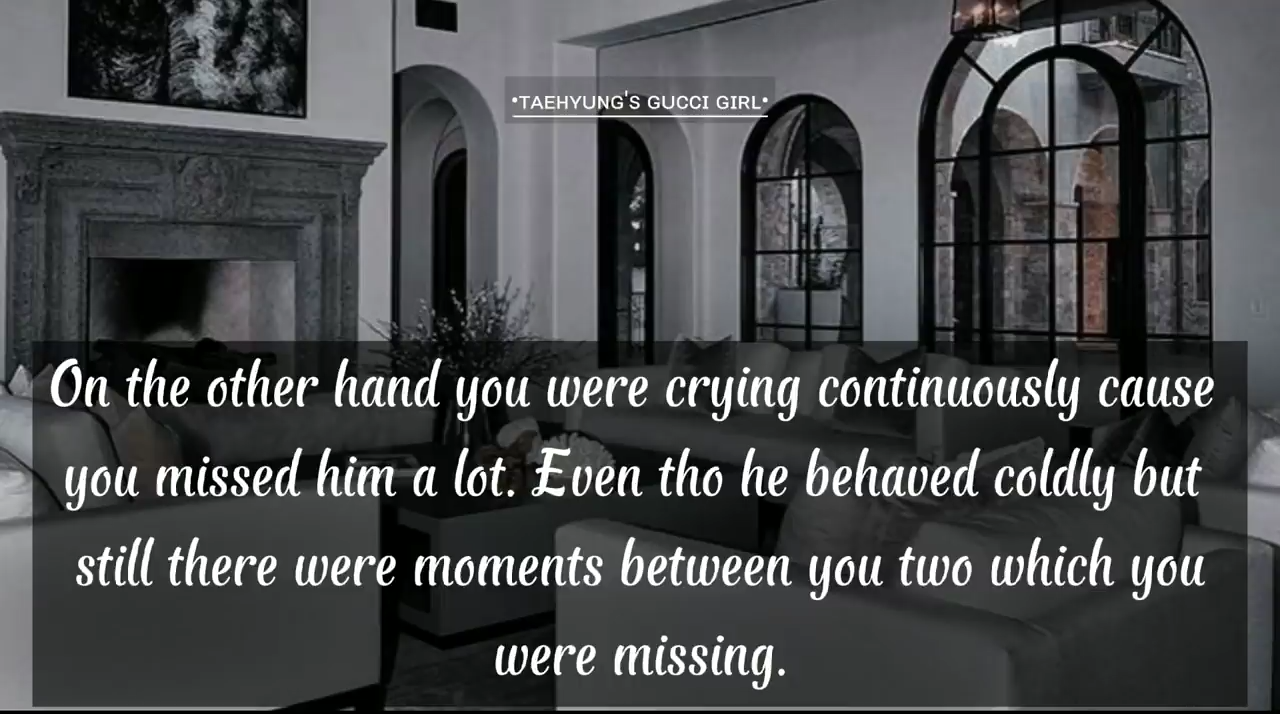 •TAEHYUNG'S GUCCI GIRL•
On the other hand you were crying continuously cause
you missed him a lot. Even tho he behaved coldly but
still there were moments between you two which you
were missing.